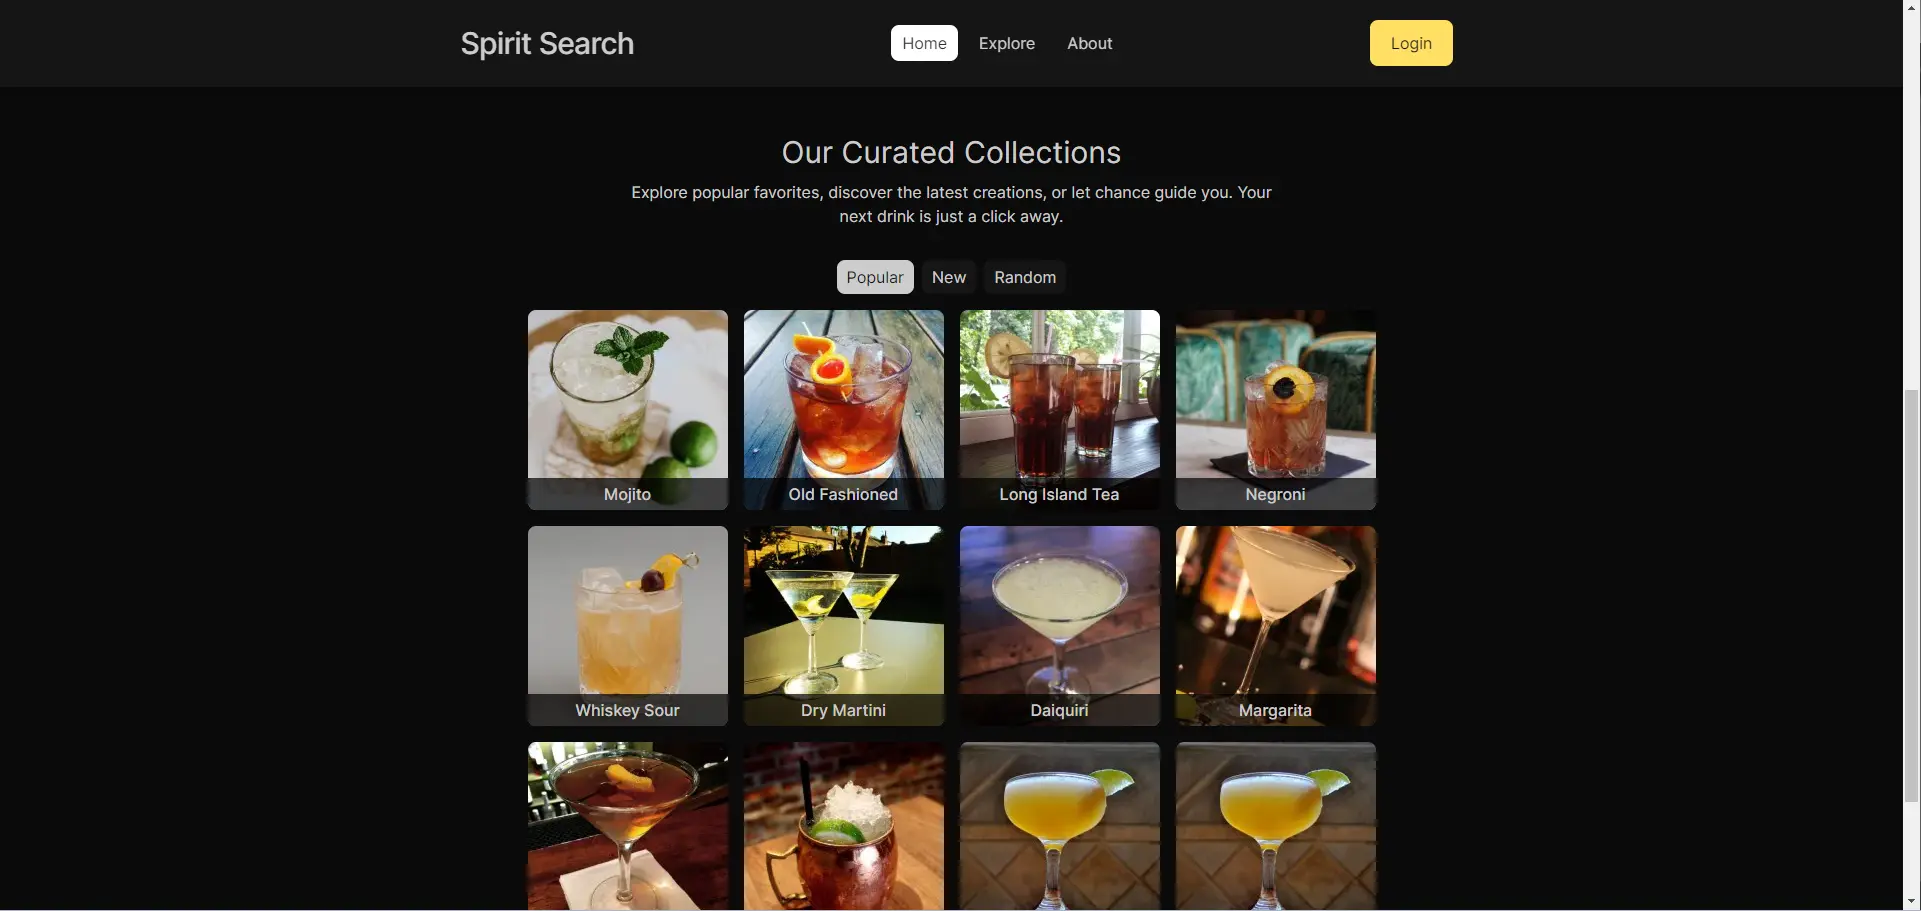 Spirit Search
Home
Explore
About
Login
Our Curated Collections
Explore popular favorites, discover the latest creations, or let chance guide you. Your
next drink is just a click away.
Popular
New
Random
Mojito
Old Fashioned
Long Island Tea
Negroni
Whiskey Sour
Dry Martini
Daiquiri
Margarita